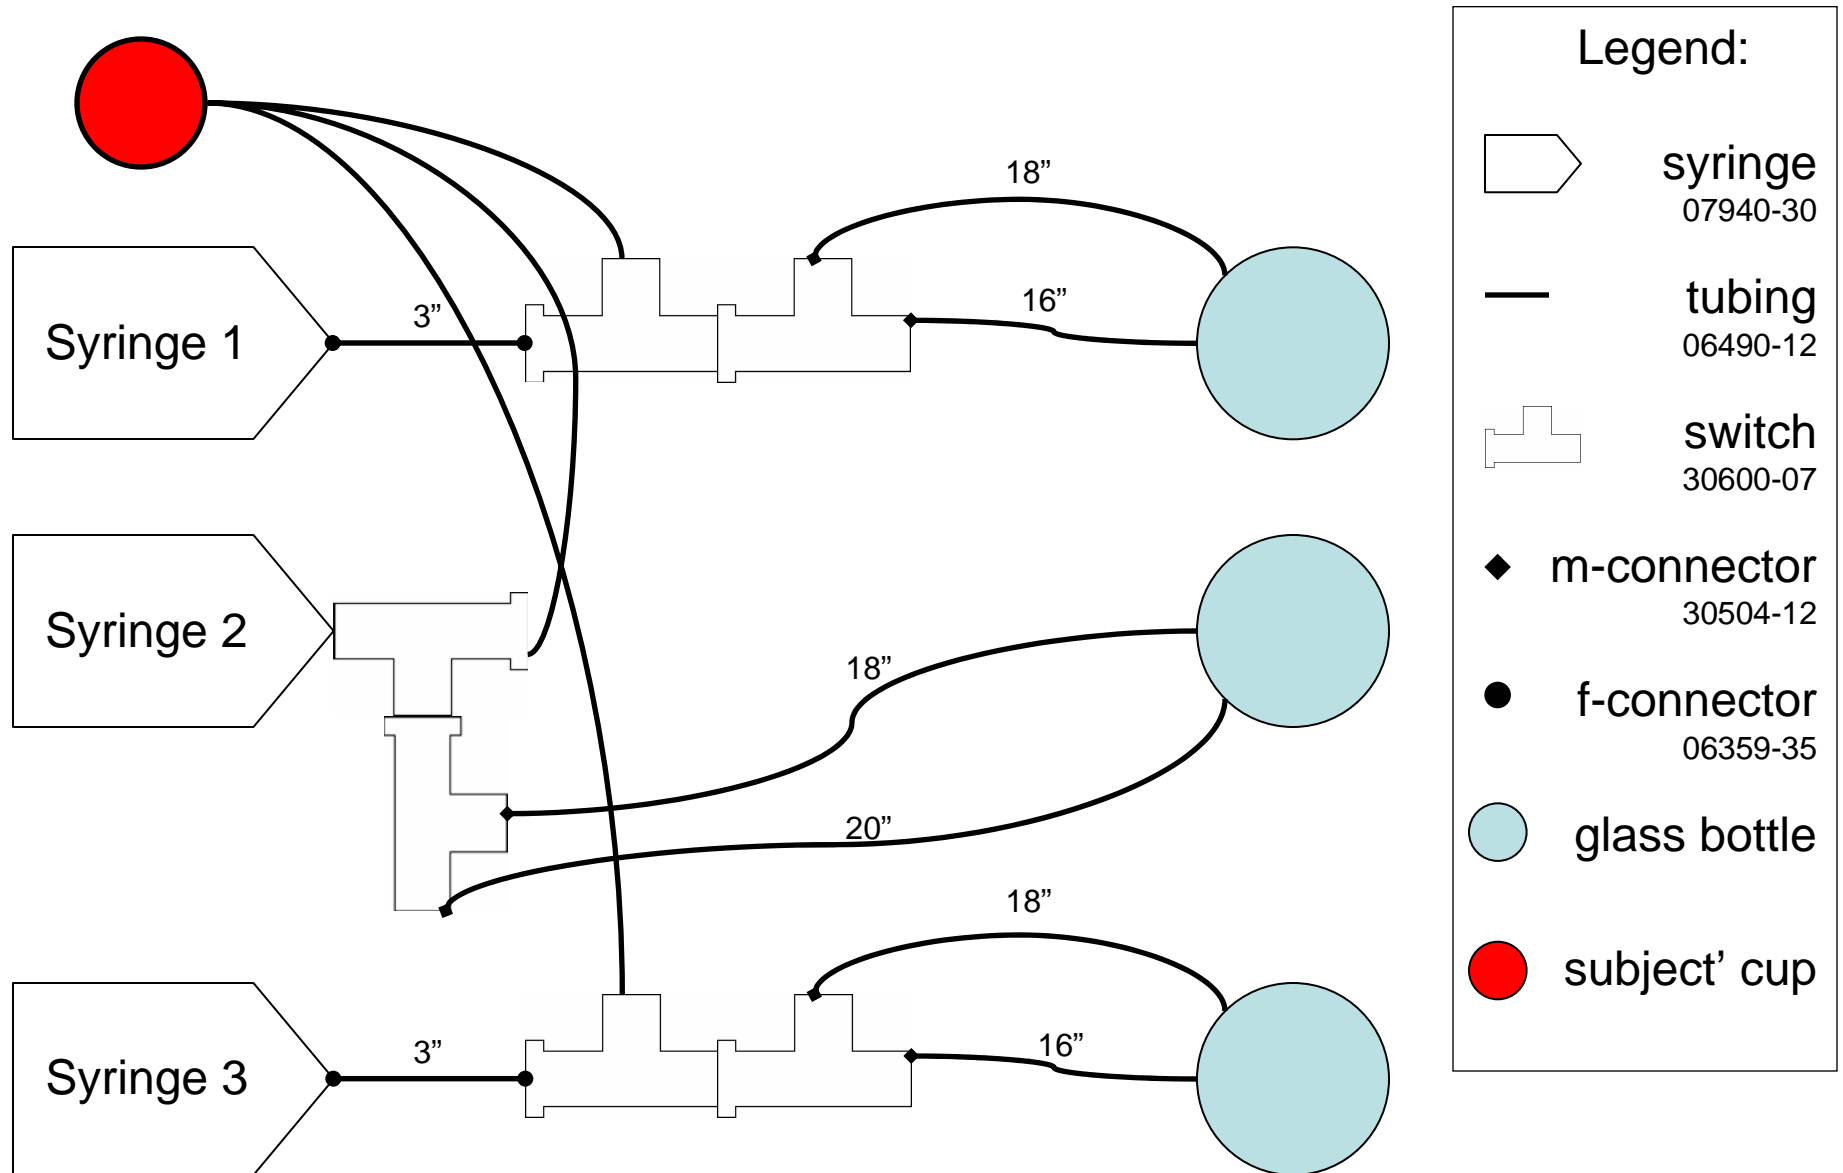 18”
3”
16”
Syringe 1
Syringe 2
18”
20”
18”
3”
16”
Syringe 3
Legend:
syringe
07940-30
tubing
06490-12
switch
30600-07
m-connector
30504-12
f-connector
06359-35
glass bottle
subject’ cup